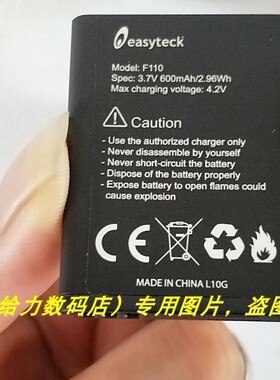 easyteck
Model: F110
Spec: 3.7V 600mAh/2.96Wh
Max charging voltage: 4.2V
Caution
• Use the authorized charger only
• Never disassemble by yourself
• Never short-circuit the battery
• Dispose of the battery properly
• Expose battery to open flames could
cause explosion
CE
MADE IN CHINA L10G
给力数码店）专用图片，盗图